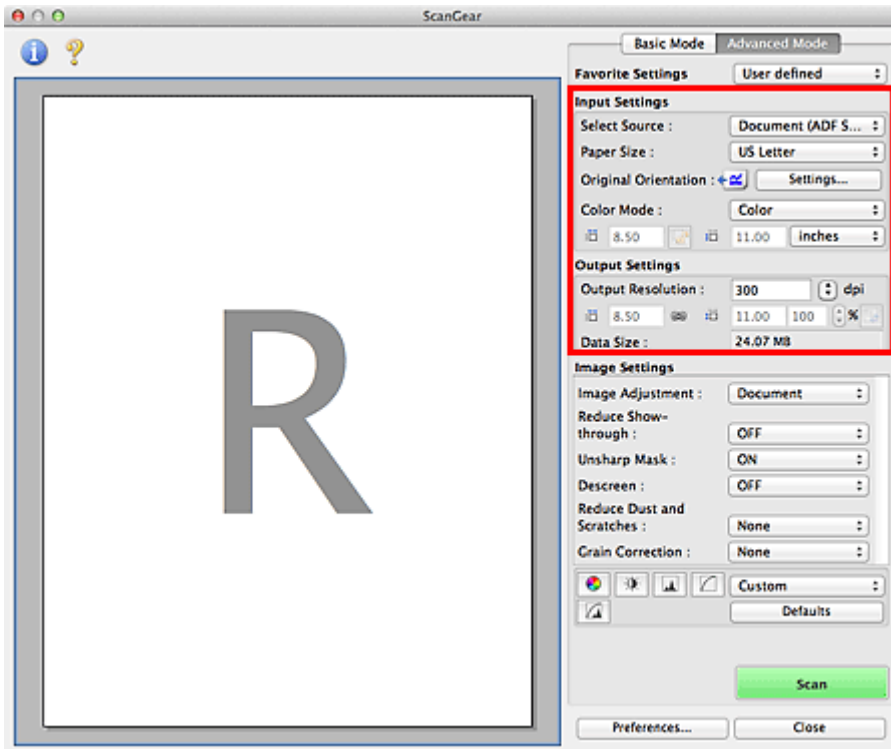 ScanGear
Basic Mode Advanced Mode
Favorite Settings User defined
Input Settings
Select Source : Document (ADF S...
Paper Size : US Letter
Original Orientation : R Settings...
Color Mode : Color
8.50 11.00 inches
Output Settings
Output Resolution : 300 dpi
8.50 11.00 100 %
Data Size : 24.07 MB
Image Settings
Image Adjustment : Document
Reduce Show-
through : OFF
Unsharp Mask : ON
Descreen : OFF
Reduce Dust and
Scratches : None
Grain Correction : None
Custom
Defaults
Scan
Preferences... Close
R